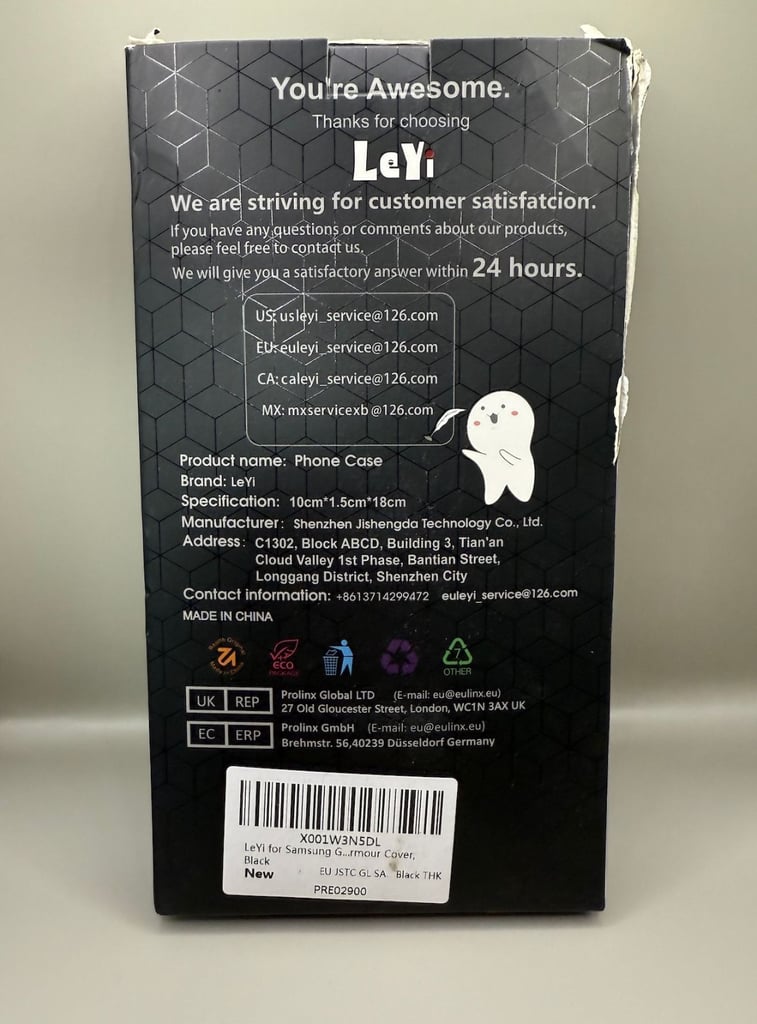 You're Awesome.
Thanks for choosing
LeYi
We are striving for customer satisfatcion.
If you have any questions or comments about our products,
please feel free to contact us.
We will give you a satisfactory answer within 24 hours.
US: usleyi_service@126.com
EU: euleyi_service@126.com
CA: caleyi_service@126.com
MX: mxservicexb@126.com
Product name: Phone Case
Brand: LeYi
Specification: 10cm*1.5cm*18cm
Manufacturer: Shenzhen Jishengda Technology Co., Ltd.
Address: C1302, Block ABCD, Building 3, Tian'an
Cloud Valley 1st Phase, Bantian Street,
Longgang District, Shenzhen City
Contact information: +8613714299472 euleyi_service@126.com
MADE IN CHINA
ECO
PACKAGE
7
OTHER
UK REP
Prolinx Global LTD (E-mail: eu@eulinx.eu)
27 Old Gloucester Street, London, WC1N 3AX UK
EC ERP
Prolinx GmbH (E-mail: eu@eulinx.eu)
Brehmstr. 56,40239 Düsseldorf Germany
X001W3N5DL
LeYi for Samsung G...rmour Cover,
Black
New EU JSTC GL SA... Black THK
PRE02900